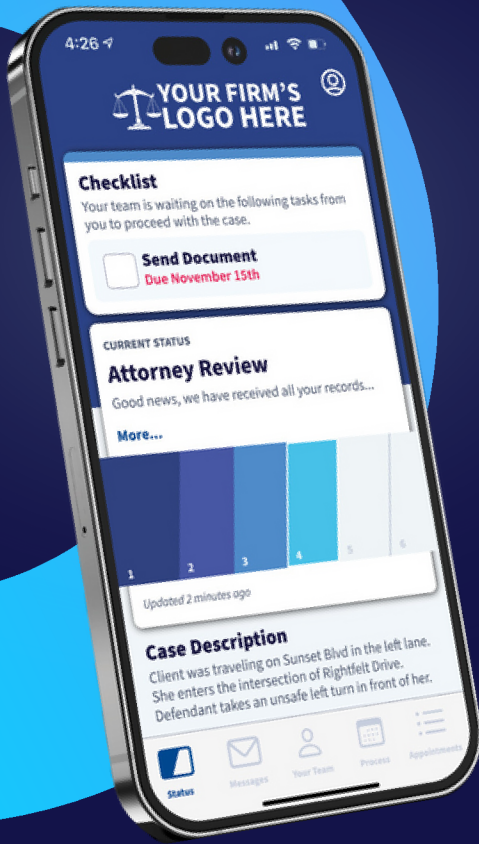 4:26
YOUR FIRM'S
LOGO HERE
Checklist
Your team is waiting on the following tasks from
you to proceed with the case.
Send Document
Due November 15th
CURRENT STATUS
Attorney Review
Good news, we have received all your records...
More...
1 2 3 4 5 6
Updated 2 minutes ago
Case Description
Client was traveling on Sunset Blvd in the left lane.
She enters the intersection of Rightfelt Drive.
Defendant takes an unsafe left turn in front of her.
Status Messages Your Team Process Appointments